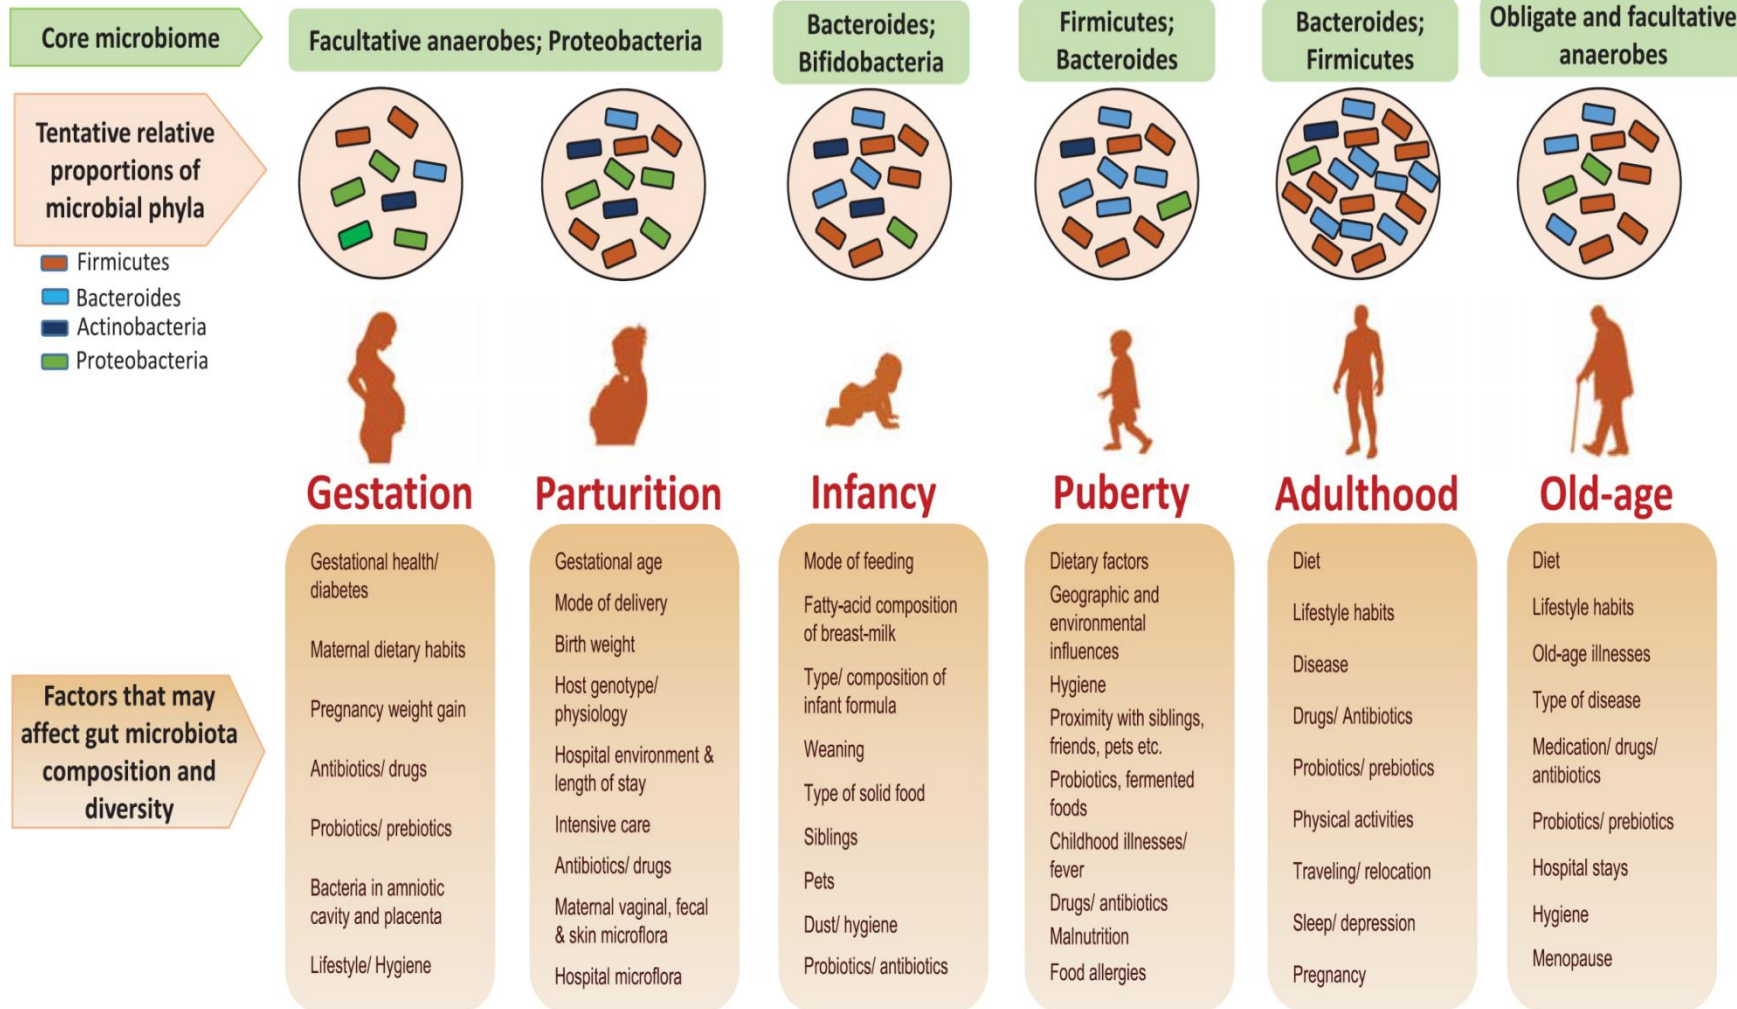 Core microbiome
Facultative anaerobes; Proteobacteria
Bacteroides;
Bifidobacteria
Firmicutes;
Bacteroides
Bacteroides;
Firmicutes
Obligate and facultative
anaerobes
Tentative relative
proportions of
microbial phyla
Firmicutes
Bacteroides
Actinobacteria
Proteobacteria
Gestation
Parturition
Infancy
Puberty
Adulthood
Old-age
Factors that may
affect gut microbiota
composition and
diversity
Gestational health/
diabetes
Maternal dietary habits
Pregnancy weight gain
Antibiotics/ drugs
Probiotics/ prebiotics
Bacteria in amniotic
cavity and placenta
Lifestyle/ Hygiene
Gestational age
Mode of delivery
Birth weight
Host genotype/
physiology
Hospital environment &
length of stay
Intensive care
Antibiotics/ drugs
Maternal vaginal, fecal
& skin microflora
Hospital microflora
Mode of feeding
Fatty-acid composition
of breast-milk
Type/ composition of
infant formula
Weaning
Type of solid food
Siblings
Pets
Dust/ hygiene
Probiotics/ antibiotics
Dietary factors
Geographic and
environmental
influences
Hygiene
Proximity with siblings,
friends, pets etc.
Probiotics, fermented
foods
Childhood illnesses/
fever
Drugs/ antibiotics
Malnutrition
Food allergies
Diet
Lifestyle habits
Disease
Drugs/ Antibiotics
Probiotics/ prebiotics
Physical activities
Traveling/ relocation
Sleep/ depression
Pregnancy
Diet
Lifestyle habits
Old-age illnesses
Type of disease
Medication/ drugs/
antibiotics
Probiotics/ prebiotics
Hospital stays
Hygiene
Menopause